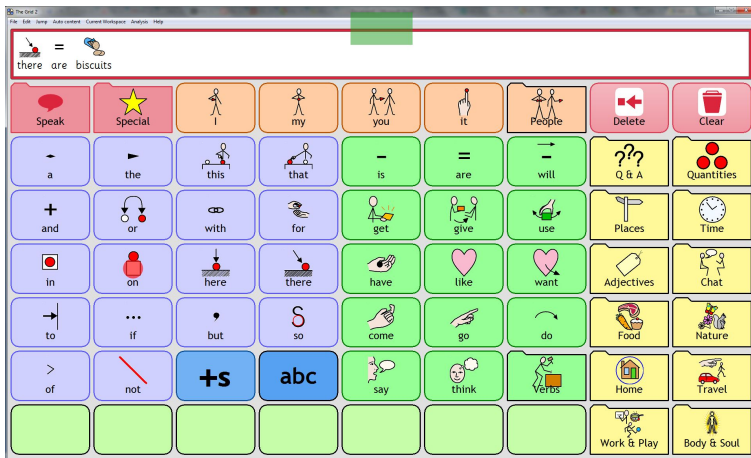 The Grid 2
File Edit Jump Auto content Current Workspace Analysis Help
there are biscuits
Speak Special I my you it People Delete Clear
a the this that is are will Q & A Quantities
and or with for get give use Places Time
in on here there have like want Adjectives Chat
to if but so come go do Food Nature
of not +s abc say think Verbs Home Travel
Work & Play Body & Soul